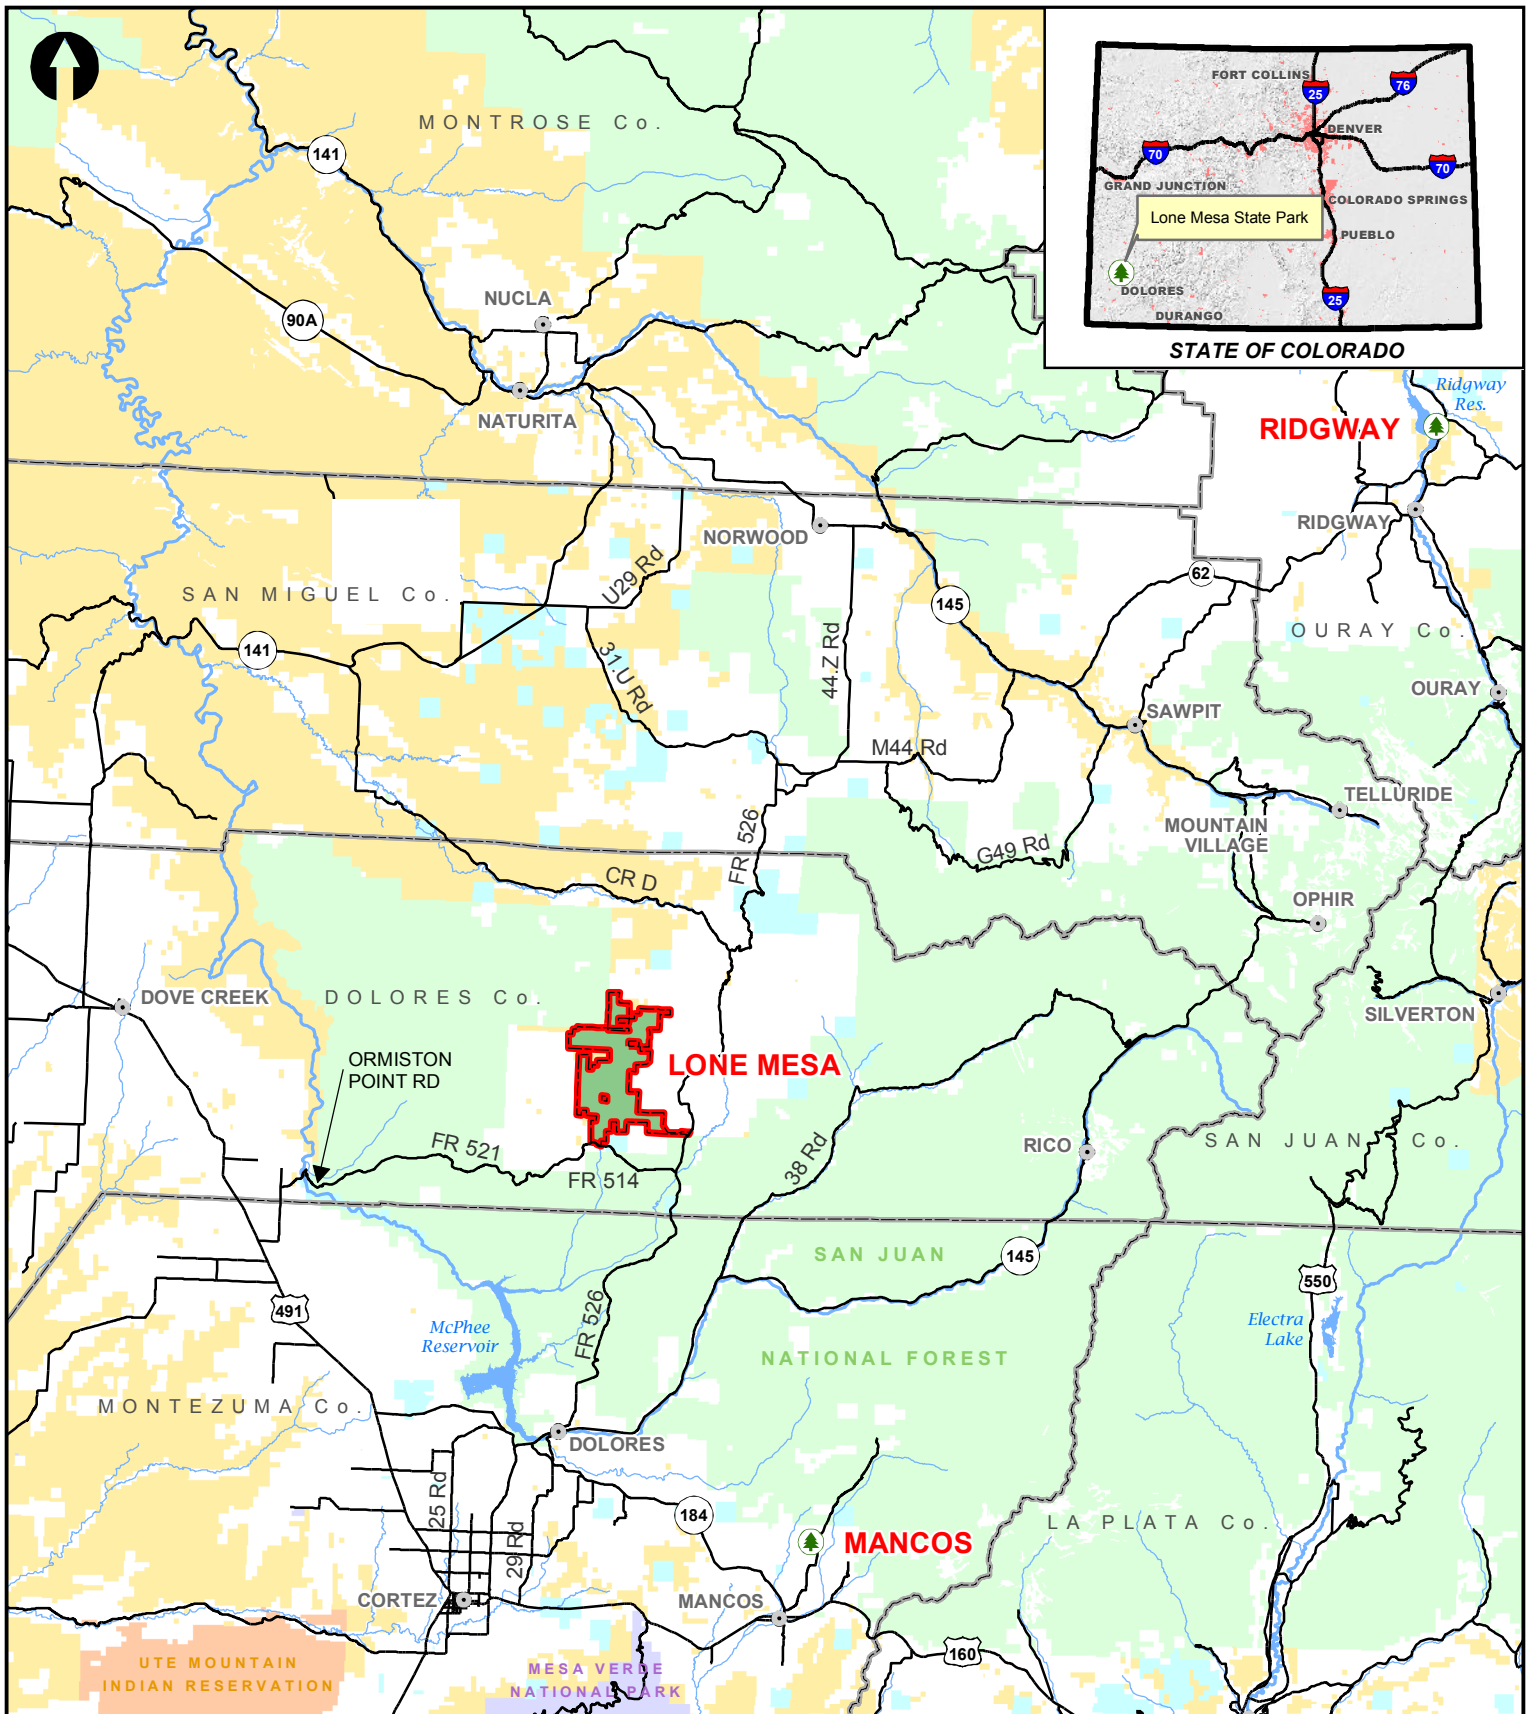 FORT COLLINS
25
76
DENVER
70
70
GRAND JUNCTION
COLORADO SPRINGS
Lone Mesa State Park
PUEBLO
DOLORES
25
DURANGO
STATE OF COLORADO
MONTROSE Co.
141
NUCLA
90A
NATURITA
Ridgway
Res.
RIDGWAY
RIDGWAY
NORWOOD
U29 Rd
62
SAN MIGUEL Co.
145
OURAY Co.
141
31.U Rd
44.Z Rd
OURAY
SAWPIT
M44 Rd
TELLURIDE
MOUNTAIN
VILLAGE
FR 526
G49 Rd
CR D
OPHIR
DOVE CREEK
DOLORES Co.
SILVERTON
ORMISTON
POINT RD
LONE MESA
FR 521
38 Rd
RICO
SAN JUAN Co.
FR 514
SAN JUAN
145
550
491
McPhee
Reservoir
FR 526
Electra
Lake
NATIONAL FOREST
MONTEZUMA Co.
DOLORES
25 Rd
29 Rd
184
MANCOS
LA PLATA Co.
CORTEZ
MANCOS
160
UTE MOUNTAIN
INDIAN RESERVATION
MESA VERDE
NATIONAL PARK